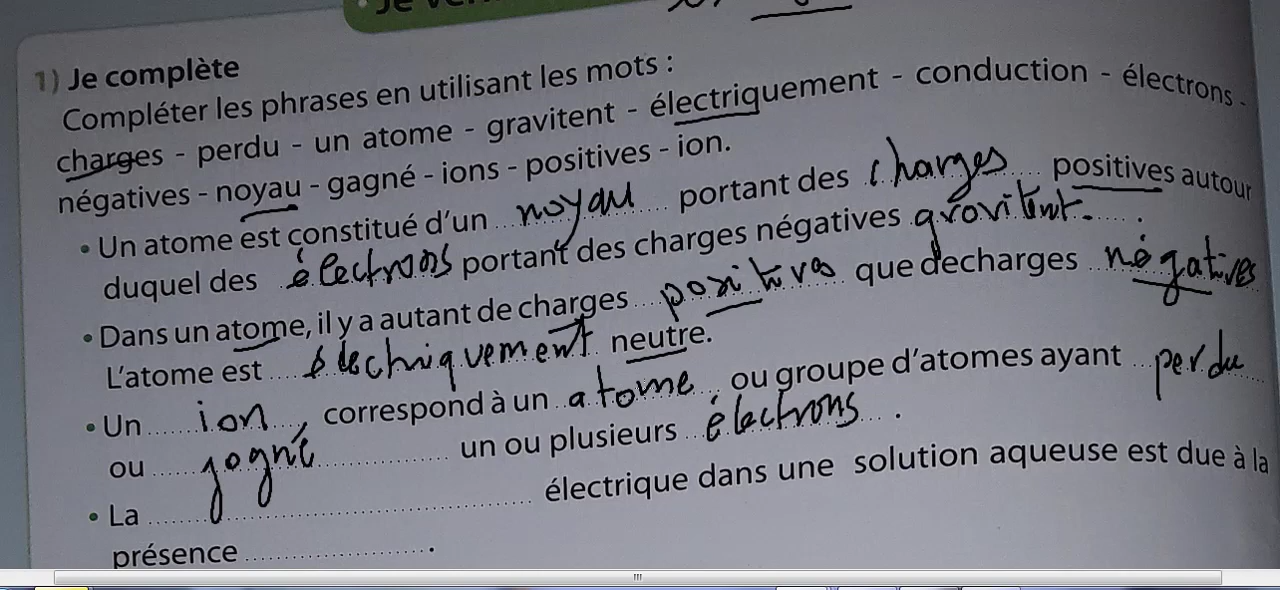 Je
1) Je complète
Compléter les phrases en utilisant les mots :
charges - perdu - un atome - gravitent - électriquement - conduction - électrons -
négatives - noyau - gagné - ions - positives - ion.
• Un atome est constitué d'un noyau portant des charges positives autour
duquel des électrons portant des charges négatives gravitent.
• Dans un atome, il y a autant de charges positives que decharges négatives
L'atome est électriquement neutre.
• Un ion, correspond à un atome ou groupe d'atomes ayant perdu
ou gagné un ou plusieurs électrons.
• La .......... électrique dans une solution aqueuse est due à la
présence ..........